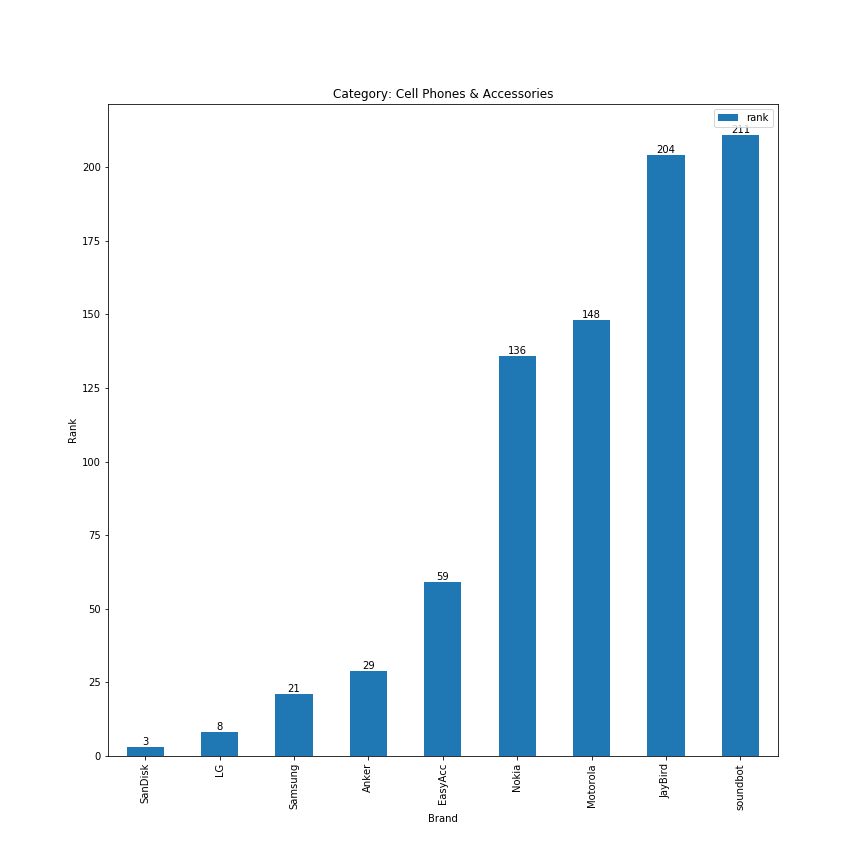 Category: Cell Phones & Accessories
rank
211
204
200
175
150
148
136
125
100
Rank
75
59
50
29
25
21
8
3
0
SanDisk
LG
Samsung
Anker
EasyAcc
Nokia
Motorola
JayBird
soundbot
Brand